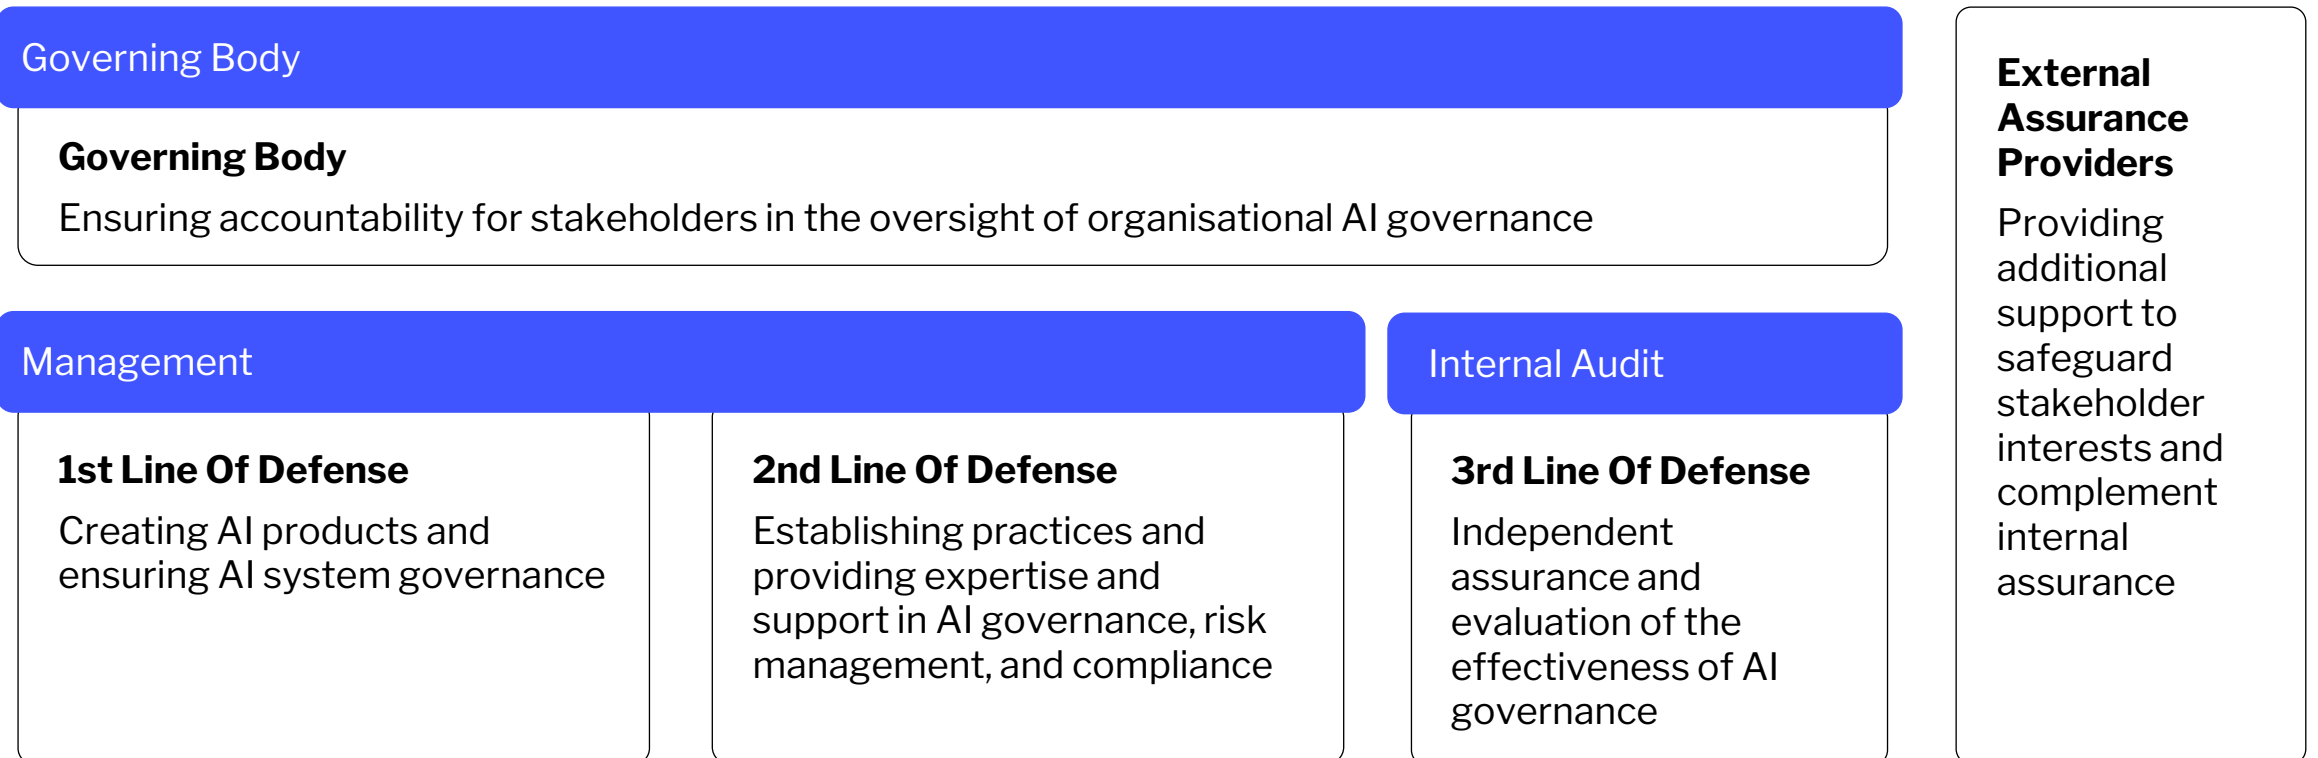 Governing Body
Governing Body
Ensuring accountability for stakeholders in the oversight of organisational AI governance
Management
1st Line Of Defense
Creating AI products and
ensuring AI system governance
2nd Line Of Defense
Establishing practices and
providing expertise and
support in AI governance, risk
management, and compliance
Internal Audit
3rd Line Of Defense
Independent
assurance and
evaluation of the
effectiveness of AI
governance
External
Assurance
Providers
Providing
additional
support to
safeguard
stakeholder
interests and
complement
internal
assurance